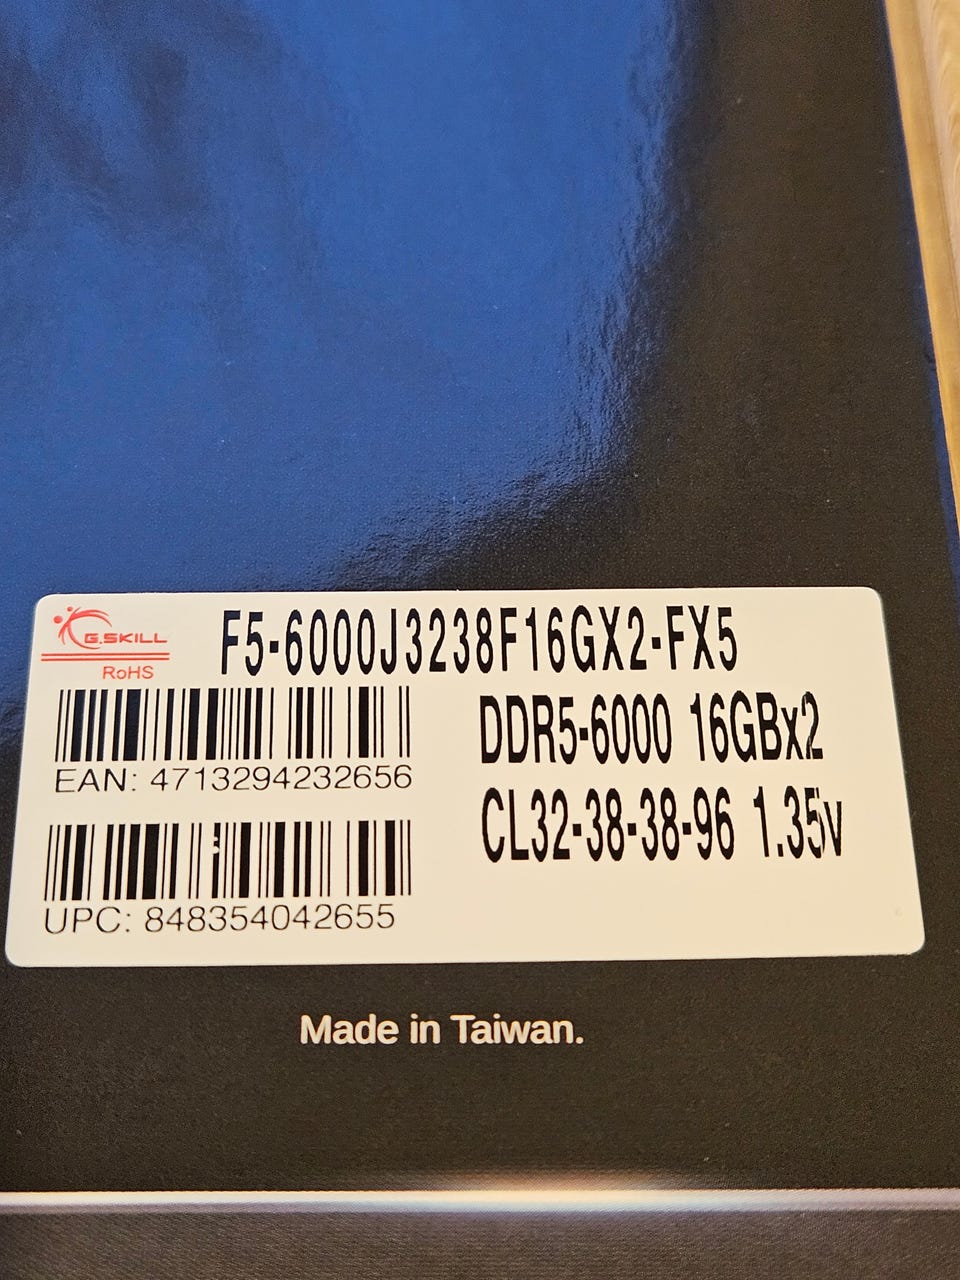 G.SKILL
RoHS
F5-6000J3238F16GX2-FX5
DDR5-6000 16GBx2
CL32-38-38-96 1.35v
EAN: 4713294232656
UPC: 848354042655
Made in Taiwan.